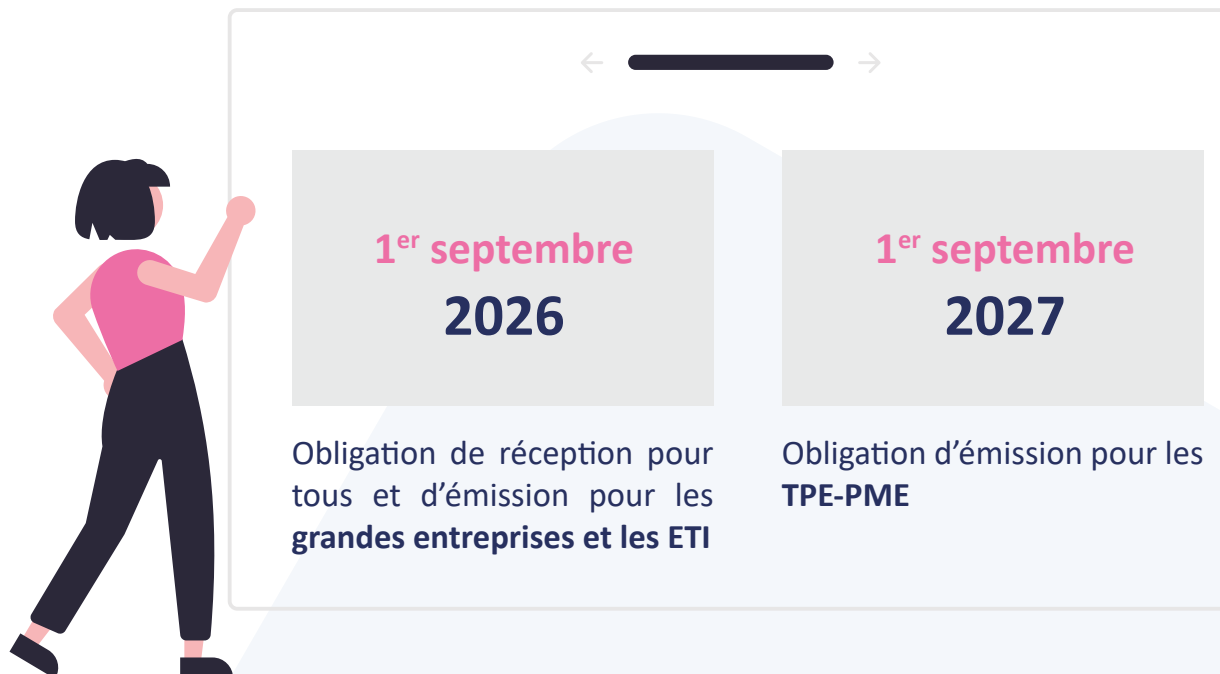 1er septembre
2026
Obligation de réception pour
tous et d’émission pour les
grandes entreprises et les ETI
1er septembre
2027
Obligation d’émission pour les
TPE-PME